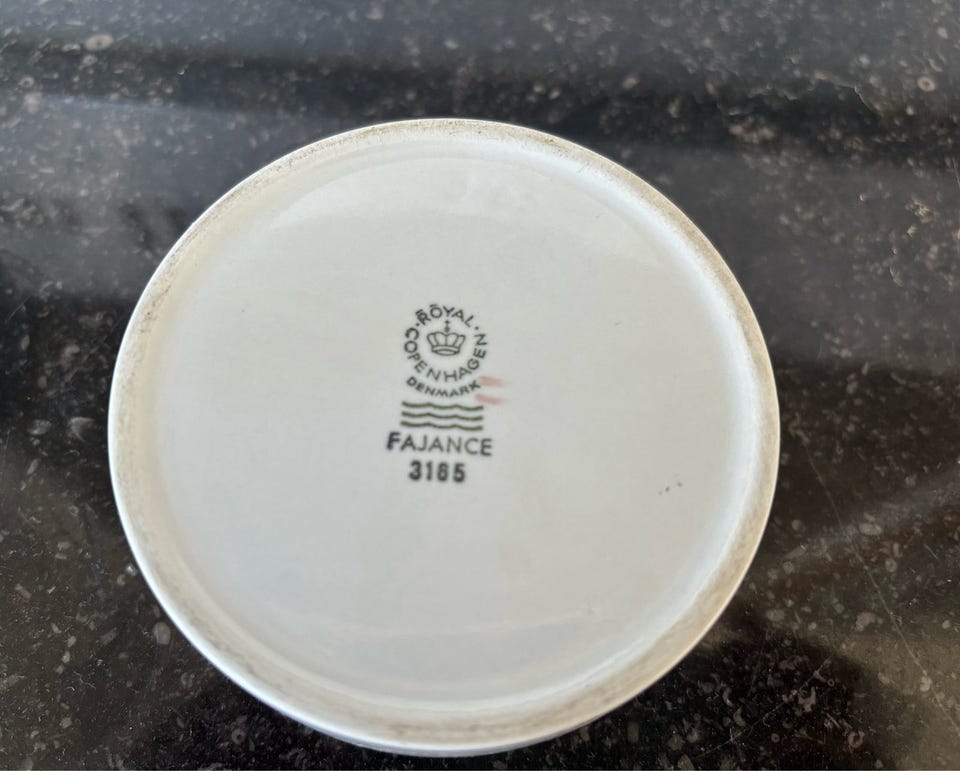 ROYAL
COPENHAGEN
DENMARK
FAJANCE
3165